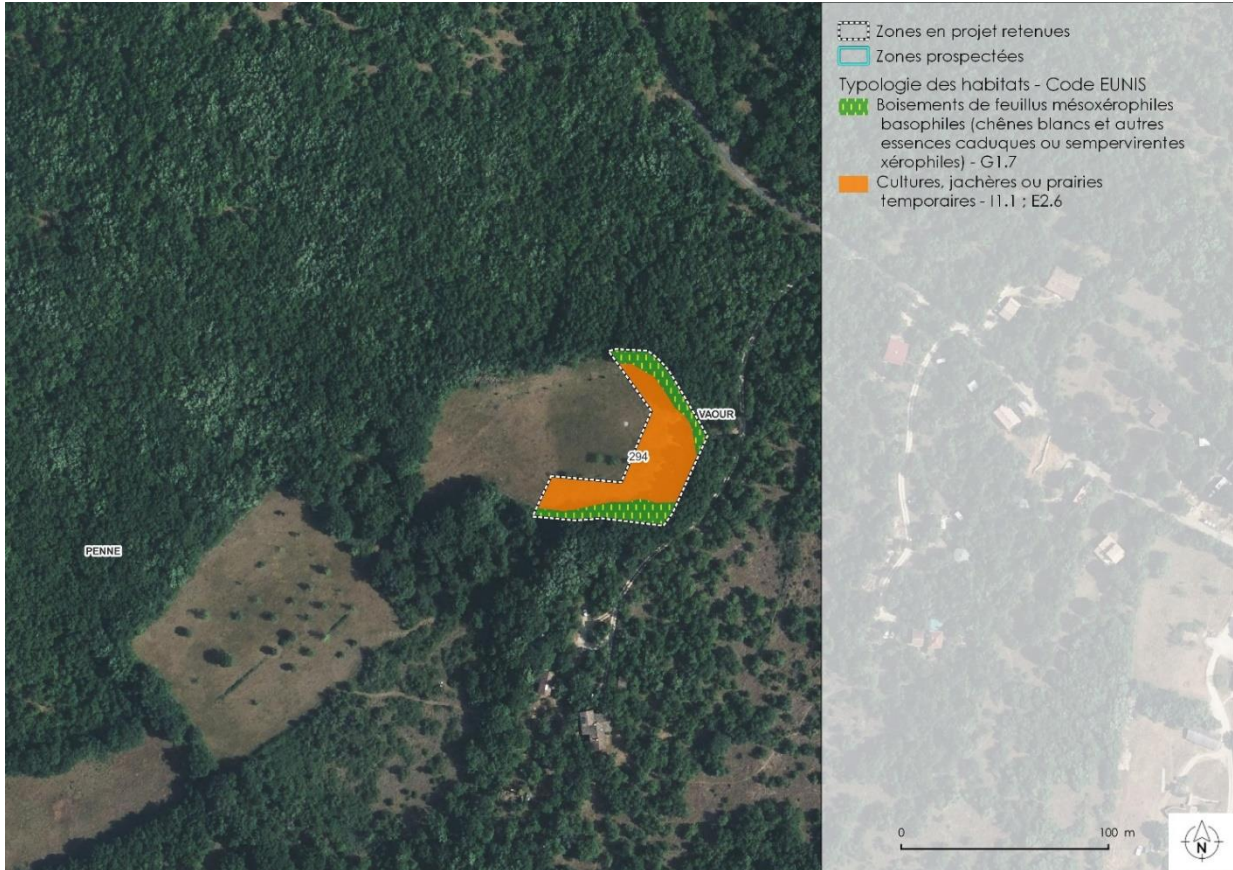 Zones en projet retenues
Zones prospectées
Typologie des habitats - Code EUNIS
Boisements de feuillus mésoxérophiles
basophiles (chênes blancs et autres
essences caduques ou sempervirentes
xérophiles) - G1.7
Cultures, jachères ou prairies
temporaires - I1.1 ; E2.6
VAOUR
294
PENNE
0 100 m
N